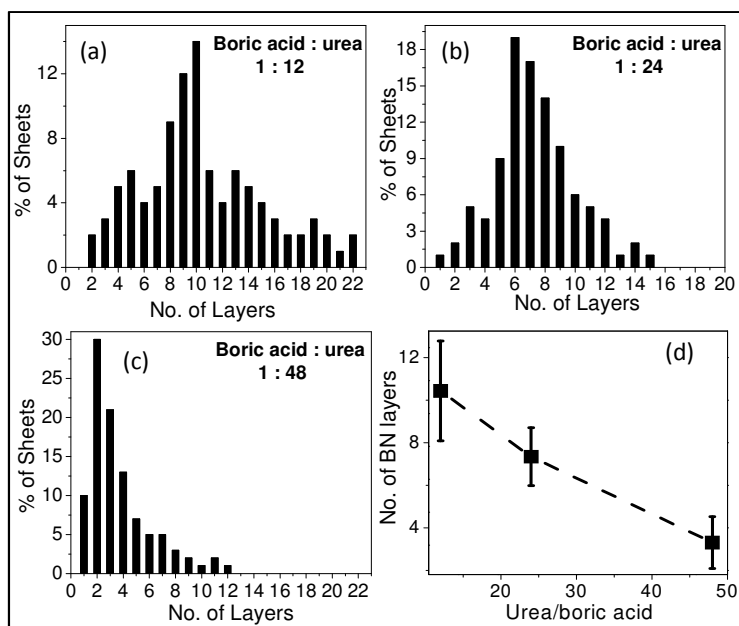 (a)
Boric acid : urea
1 : 12
% of Sheets
12
8
4
0
0 2 4 6 8 10 12 14 16 18 20 22
No. of Layers
(b)
Boric acid : urea
1 : 24
% of Sheets
18
15
12
9
6
3
0
0 2 4 6 8 10 12 14 16 18 20
No. of Layers
(c)
Boric acid : urea
1 : 48
% of Sheets
30
25
20
15
10
5
0
0 2 4 6 8 10 12 14 16 18 20 22
No. of Layers
(d)
No. of BN layers
12
8
4
20 30 40 50
Urea/boric acid